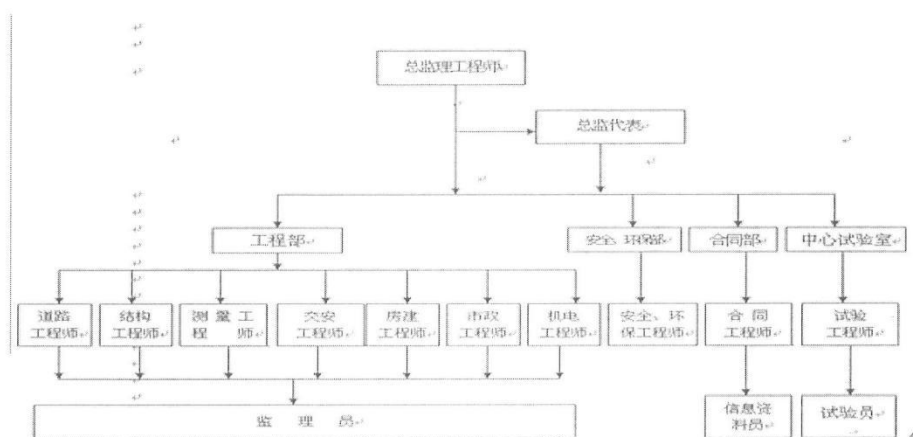 总监理工程师
总监代表
工程部
安全、环保部
合同部
中心试验室
道路
工程师
结构
工程师
测量工
程师
交安
工程师
房建
工程师
市政
工程师
机电
工程师
安全、环
保工程师
合同
工程师
试验
工程师
监理员
信息资
料员
试验员